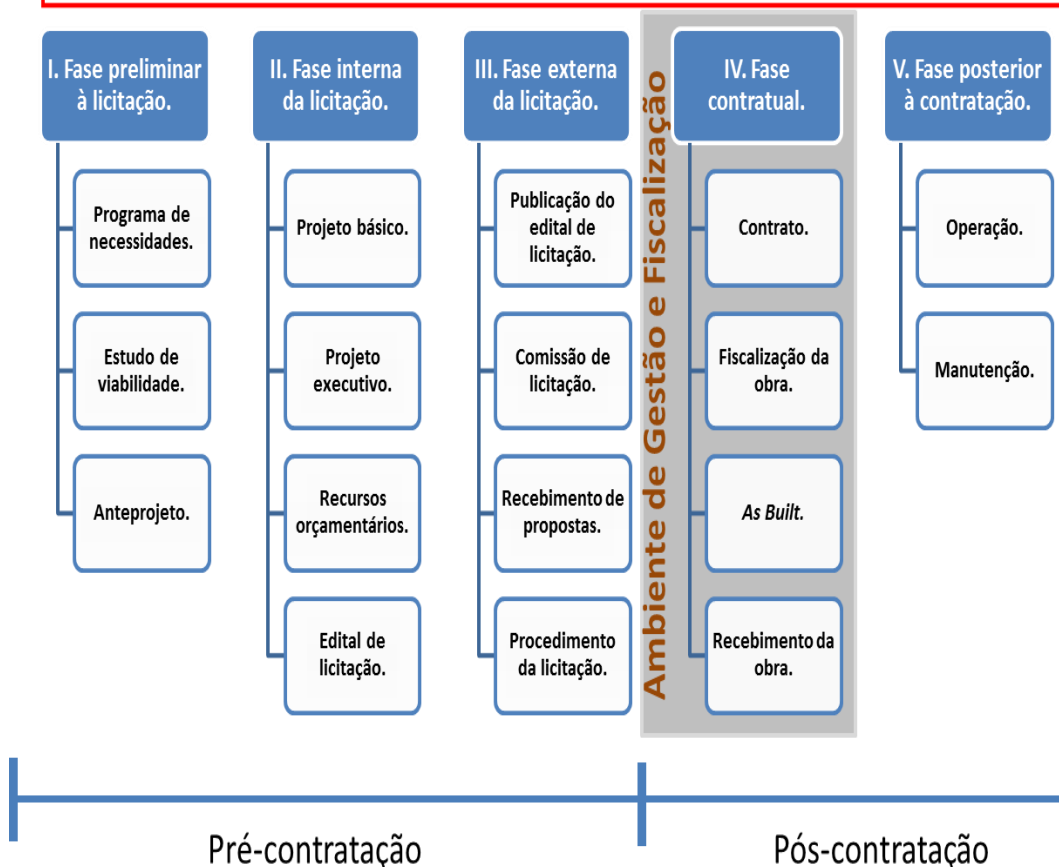 I. Fase preliminar
à licitação.
Programa de
necessidades.
Estudo de
viabilidade.
Anteprojeto.
II. Fase interna
da licitação.
Projeto básico.
Projeto
executivo.
Recursos
orçamentários.
Edital de
licitação.
III. Fase externa
da licitação.
Publicação do
edital de
licitação.
Comissão de
licitação.
Recebimento de
propostas.
Procedimento
da licitação.
Ambiente de Gestão e Fiscalização
IV. Fase
contratual.
Contrato.
Fiscalização da
obra.
As Built.
Recebimento da
obra.
V. Fase posterior
à contratação.
Operação.
Manutenção.
Pré-contratação
Pós-contratação